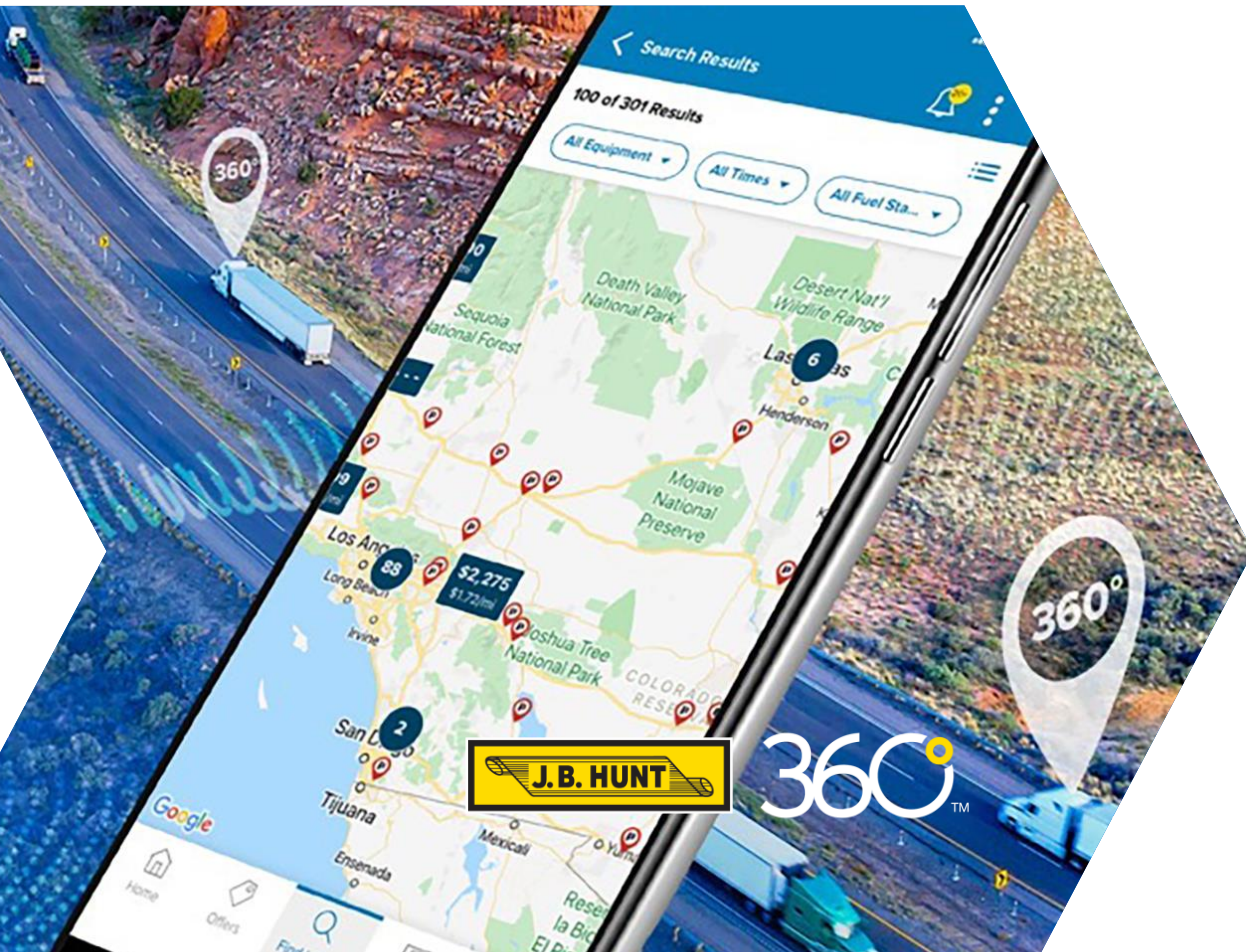 Search Results
100 of 301 Results
All Equipment
All Times
All Fuel Sta...
360°
Death Valley
National Park
Desert Nat'l
Wildlife Range
Sequoia
National Forest
6
Henderson
Mojave
National
Preserve
Los Angeles
88
Long Beach
Irvine
$2,275
$1.72/mi
Joshua Tree
National Park
COLORADO
San Diego
2
Tijuana
Mexicali
Ensenada
Google
Home
Offers
J.B. HUNT
360°
TM
360°